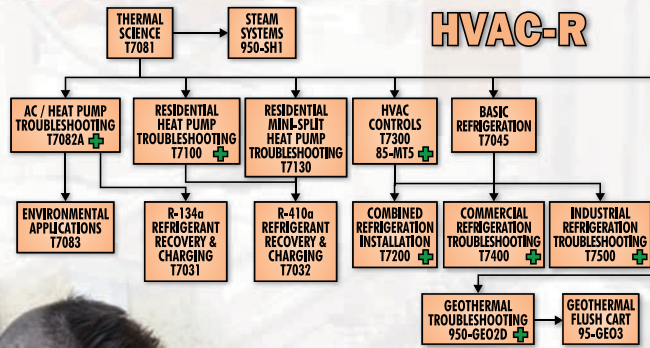 THERMAL
SCIENCE
T7081
STEAM
SYSTEMS
950-SH1
HVAC-R
AC / HEAT PUMP
TROUBLESHOOTING
T7082A
RESIDENTIAL
HEAT PUMP
TROUBLESHOOTING
T7100
RESIDENTIAL
MINI-SPLIT
HEAT PUMP
TROUBLESHOOTING
T7130
HVAC
CONTROLS
T7300
85-MT5
BASIC
REFRIGERATION
T7045
ENVIRONMENTAL
APPLICATIONS
T7083
R-134a
REFRIGERANT
RECOVERY &
CHARGING
T7031
R-410a
REFRIGERANT
RECOVERY &
CHARGING
T7032
COMBINED
REFRIGERATION
INSTALLATION
T7200
COMMERCIAL
REFRIGERATION
TROUBLESHOOTING
T7400
INDUSTRIAL
REFRIGERATION
TROUBLESHOOTING
T7500
GEOTHERMAL
TROUBLESHOOTING
950-GEO2D
GEOTHERMAL
FLUSH CART
95-GEO3